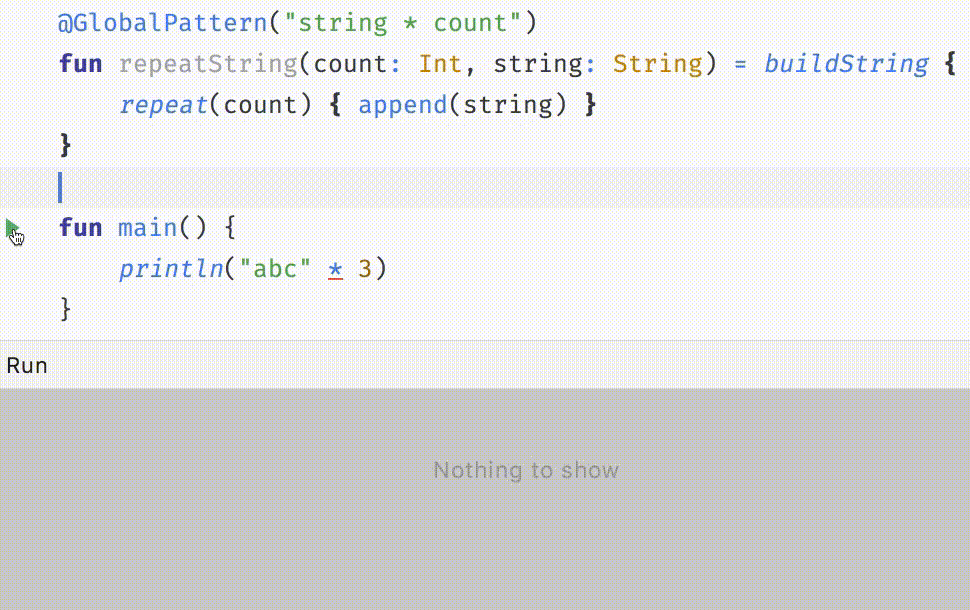 @GlobalPattern("string * count")
fun repeatString(count: Int, string: String) = buildString {
    repeat(count) { append(string) }
}
fun main() {
    println("abc" * 3)
}
Run
Nothing to show